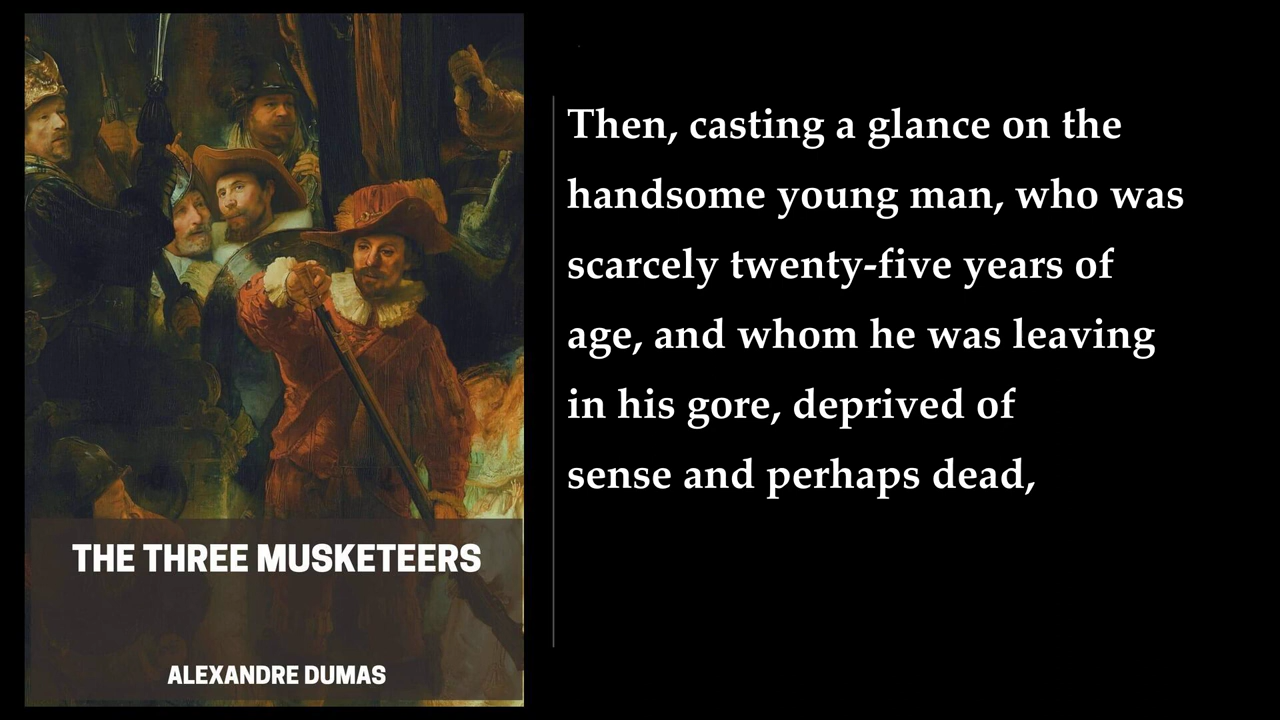 THE THREE MUSKETEERS
ALEXANDRE DUMAS
Then, casting a glance on the
handsome young man, who was
scarcely twenty-five years of
age, and whom he was leaving
in his gore, deprived of
sense and perhaps dead,